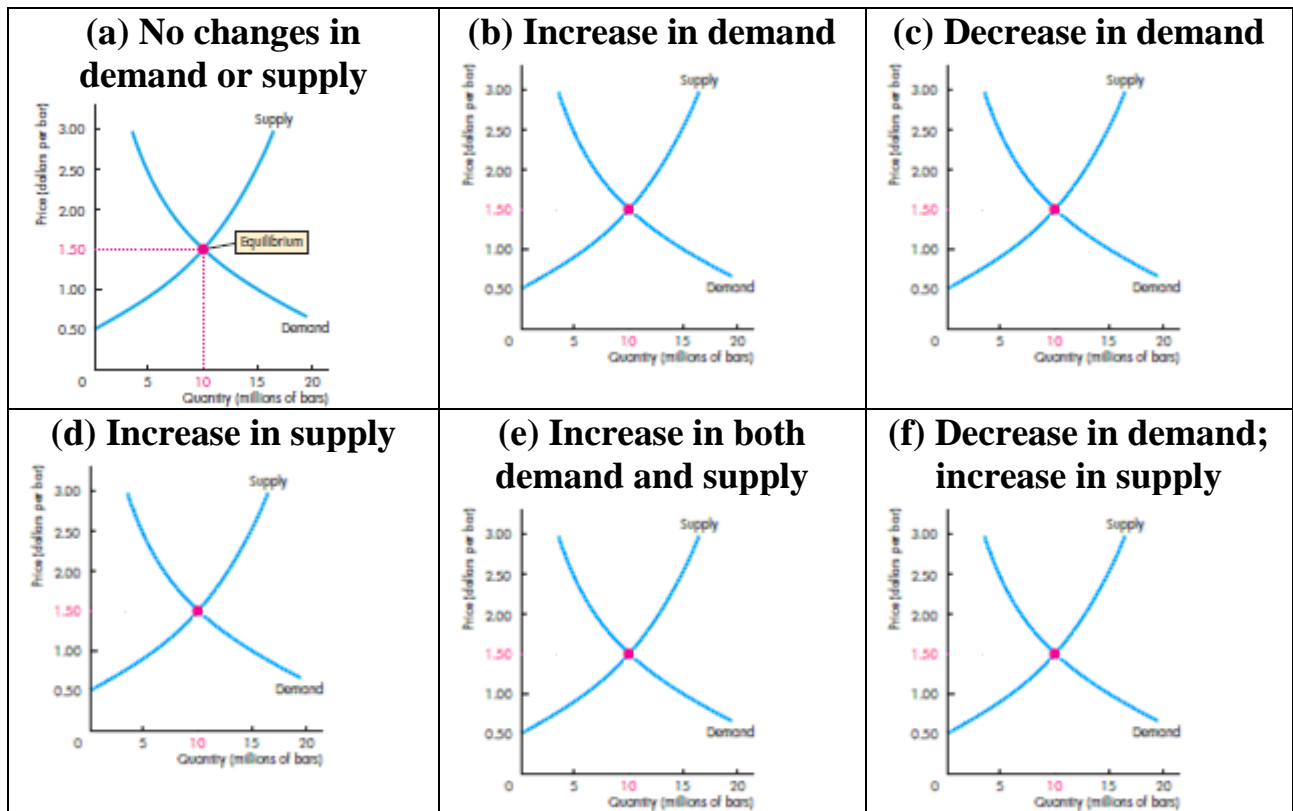 (a) No changes in
demand or supply
Price (dollars per bar)
3.00
2.50
2.00
1.50
1.00
0.50
0
5
10
15
20
Supply
Equilibrium
Demand
Quantity (millions of bars)
(b) Increase in demand
Price (dollars per bar)
3.00
2.50
2.00
1.50
1.00
0.50
0
5
10
15
20
Supply
Demand
Quantity (millions of bars)
(c) Decrease in demand
Price (dollars per bar)
3.00
2.50
2.00
1.50
1.00
0.50
0
5
10
15
20
Supply
Demand
Quantity (millions of bars)
(d) Increase in supply
Price (dollars per bar)
3.00
2.50
2.00
1.50
1.00
0.50
0
5
10
15
20
Supply
Demand
Quantity (millions of bars)
(e) Increase in both
demand and supply
Price (dollars per bar)
3.00
2.50
2.00
1.50
1.00
0.50
0
5
10
15
20
Supply
Demand
Quantity (millions of bars)
(f) Decrease in demand;
increase in supply
Price (dollars per bar)
3.00
2.50
2.00
1.50
1.00
0.50
0
5
10
15
20
Supply
Demand
Quantity (millions of bars)